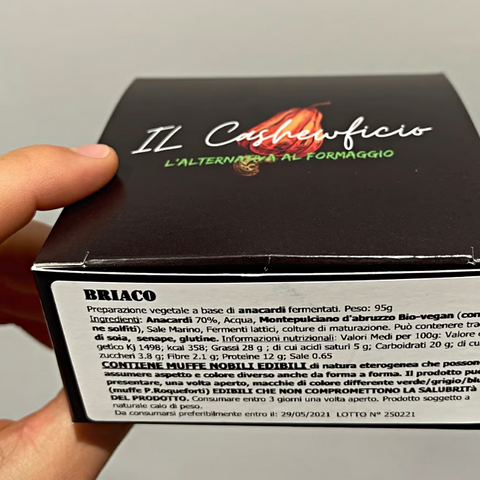 IL Cashewficio
L'ALTERNATIVA AL FORMAGGIO
BRIACO
Preparazione vegetale a base di anacardi fermentati. Peso: 95g
Ingredienti: Anacardi 70%, Acqua, Montepulciano d'abruzzo Bio-vegan (con
ne solfiti), Sale Marino, Fermenti lattici, colture di maturazione. Può contenere tra
di soia, senape, glutine. Informazioni nutrizionali: Valori Medi per 100g: Valore
getico Kj 1498; kcal 358; Grassi 28 g ; di cui acidi saturi 5 g; Carboidrati 20 g; di cu
zuccheri 3.8 g; Fibre 2.1 g; Proteine 12 g; Sale 0.65
CONTIENE MUFFE NOBILI EDIBILI di natura eterogenea che possono
assumere aspetto e colore diverso anche da forma a forma. Il prodotto può
presentare, una volta aperto, macchie di colore differente verde/grigio/blu
(muffe P.Roqueforti) EDIBILI CHE NON COMPROMETTONO LA SALUBRITÀ
DEL PRODOTTO. Consumare entro 3 giorni una volta aperto. Prodotto soggetto a
naturale calo di peso.
Da consumarsi preferibilmente entro il: 29/05/2021 LOTTO N° 250221